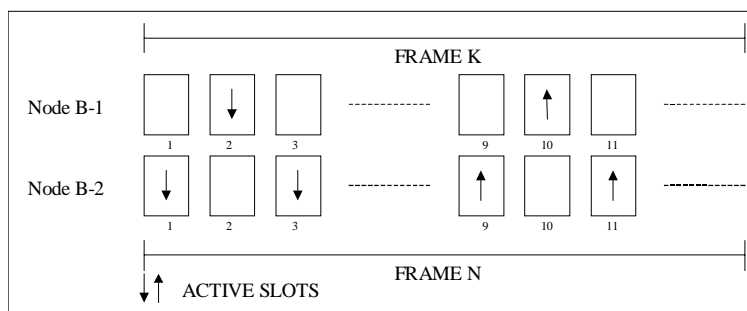 FRAME K
Node B-1
1 2 3 9 10 11
Node B-2
1 2 3 9 10 11
FRAME N
ACTIVE SLOTS